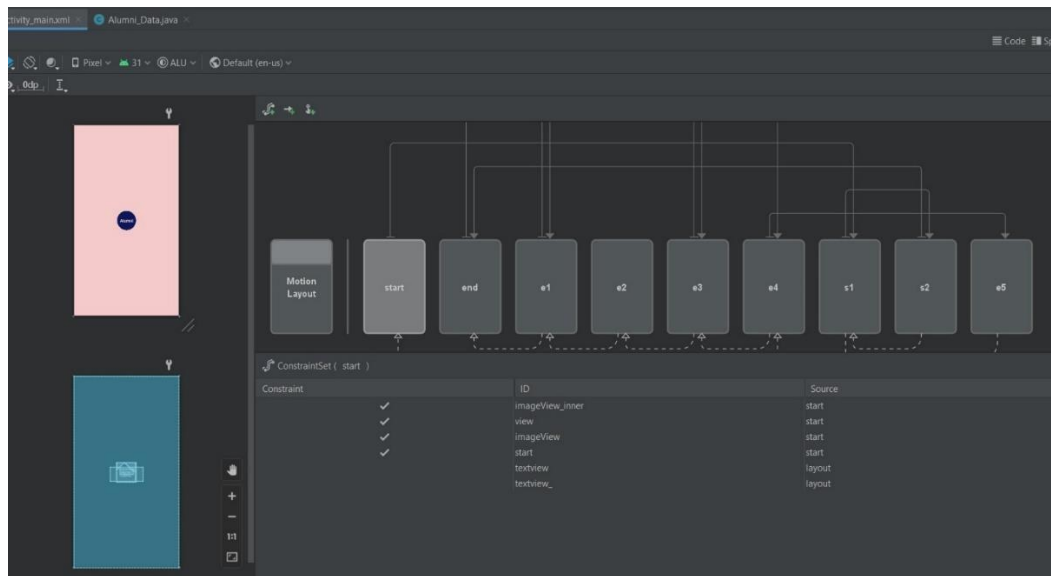 ctivity_main.xml Alumni_Data.java
Code
Pixel 31 ALU Default (en-us)
0dp
Alumni
Motion
Layout
start end e1 e2 e3 e4 s1 s2 e5
ConstraintSet ( start )
Constraint ID Source
imageView_inner start
view start
imageView start
start start
textview layout
textview_ layout
1:1